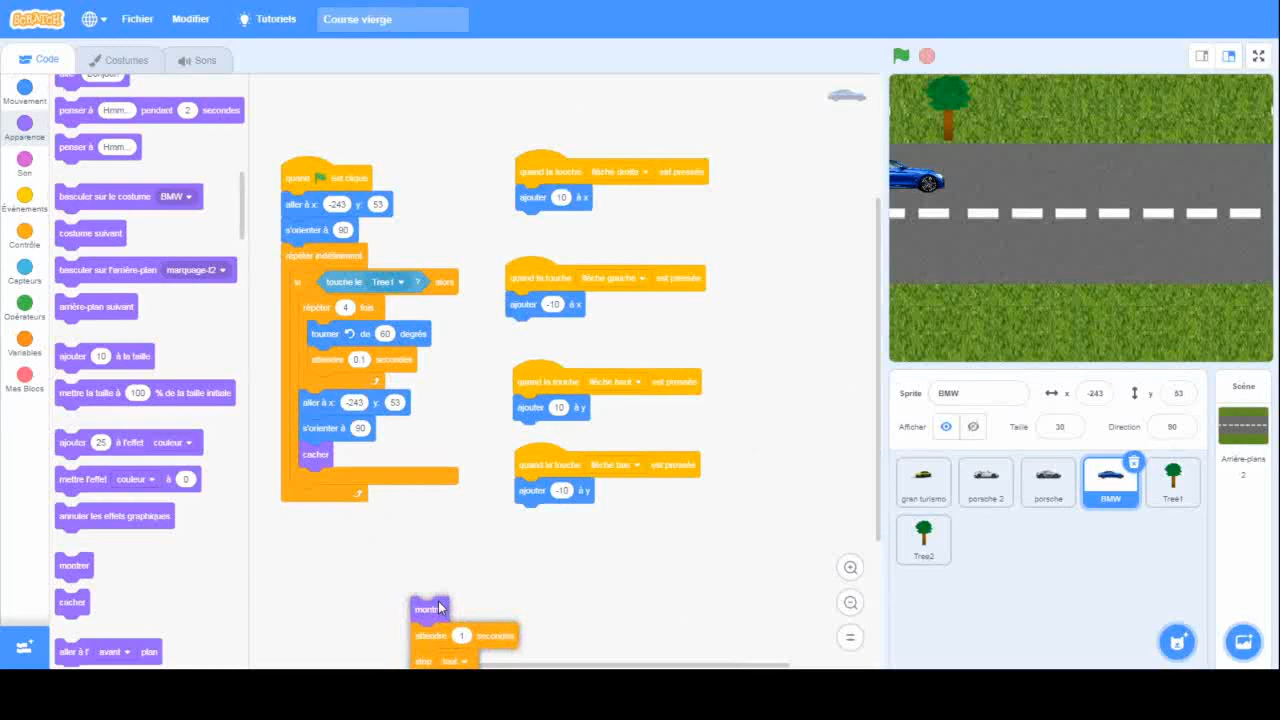 SCRATCH Fichier Modifier Tutoriels Course vierge
Code Costumes Sons
Mouvement
Apparence
Son
Événements
Contrôle
Capteurs
Opérateurs
Variables
Mes Blocs
penser à Hmm... pendant 2 secondes
penser à Hmm...
basculer sur le costume BMW
costume suivant
basculer sur l'arrière-plan marquage-t2
arrière-plan suivant
ajouter 10 à la taille
mettre la taille à 100 % de la taille initiale
ajouter 25 à l'effet couleur
mettre l'effet couleur à 0
annuler les effets graphiques
montrer
cacher
aller à l' avant plan
quand est cliqué
aller à x: -243 y: 53
s'orienter à 90
répéter indéfiniment
si touche le Tree1 ? alors
répéter 4 fois
tourner de 60 degrés
attendre 0.1 secondes
aller à x: -243 y: 53
s'orienter à 90
cacher
quand la touche flèche droite est pressée
ajouter 10 à x
quand la touche flèche gauche est pressée
ajouter -10 à x
quand la touche flèche haut est pressée
ajouter 10 à y
quand la touche flèche bas est pressée
ajouter -10 à y
attendre 1 secondes
stop tout
Sprite BMW x -243 y 53
Afficher Taille 30 Direction 90
gran turismo porsche 2 porsche BMW Tree1
Tree2
Scène
Arrière-plans
2